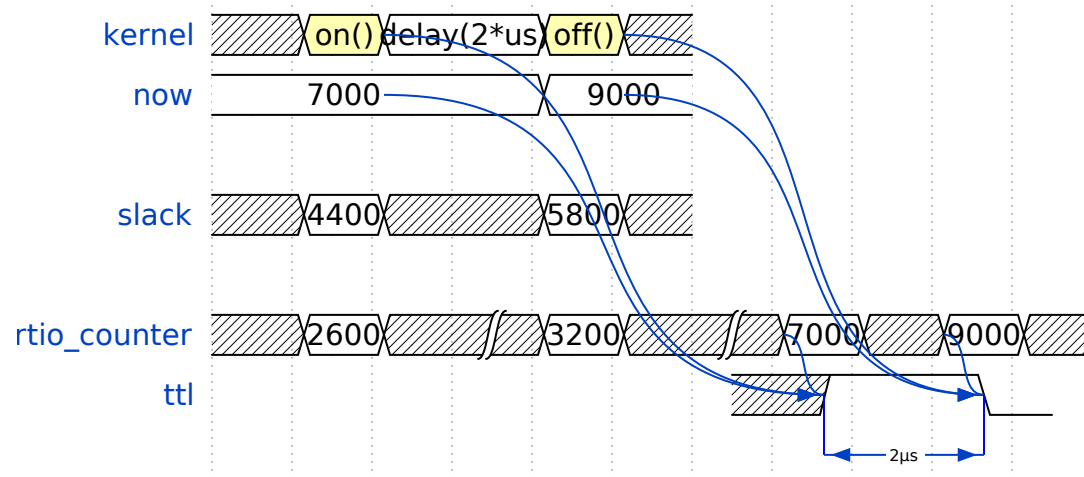 kernel on() delay(2*us) off()
now 7000 9000
slack 4400 5800
rtio_counter 2600 3200 7000 9000
ttl
2µs